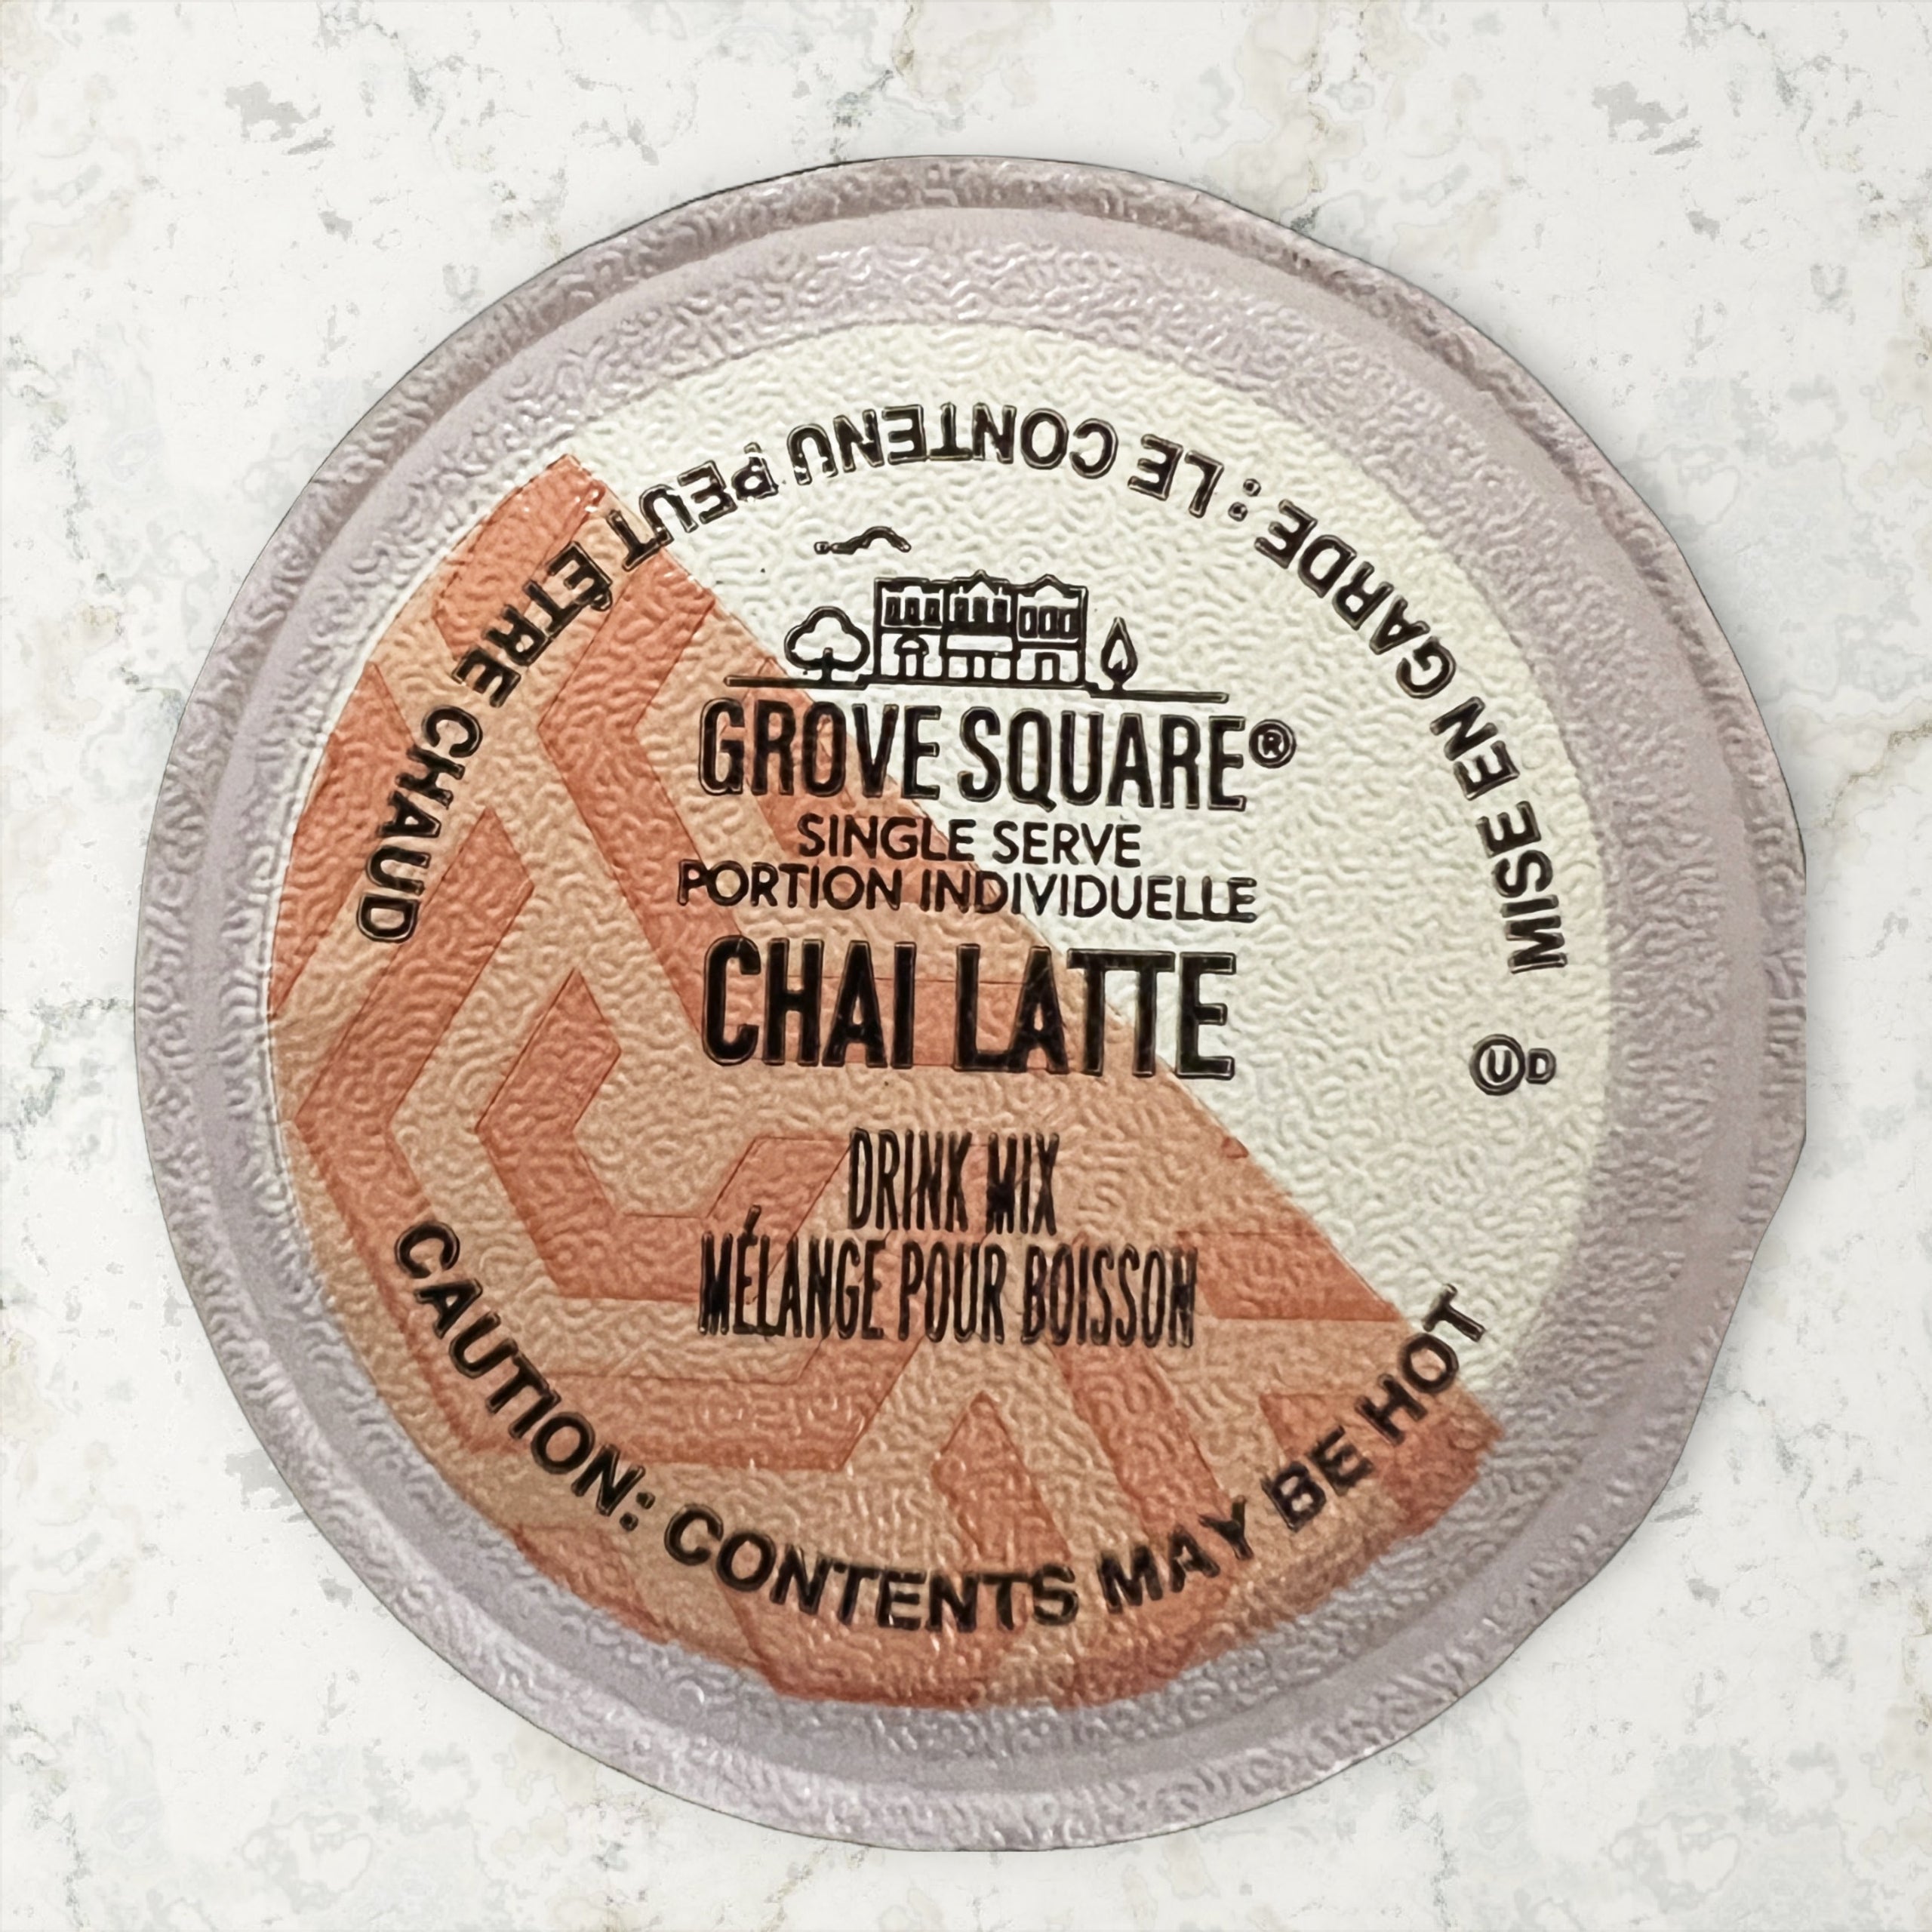 MISE EN GARDE : LE CONTENU PEUT ÊTRE CHAUD
GROVE SQUARE®
SINGLE SERVE
PORTION INDIVIDUELLE
CHAI LATTE
UD
DRINK MIX
MÉLANGE POUR BOISSON
CAUTION: CONTENTS MAY BE HOT